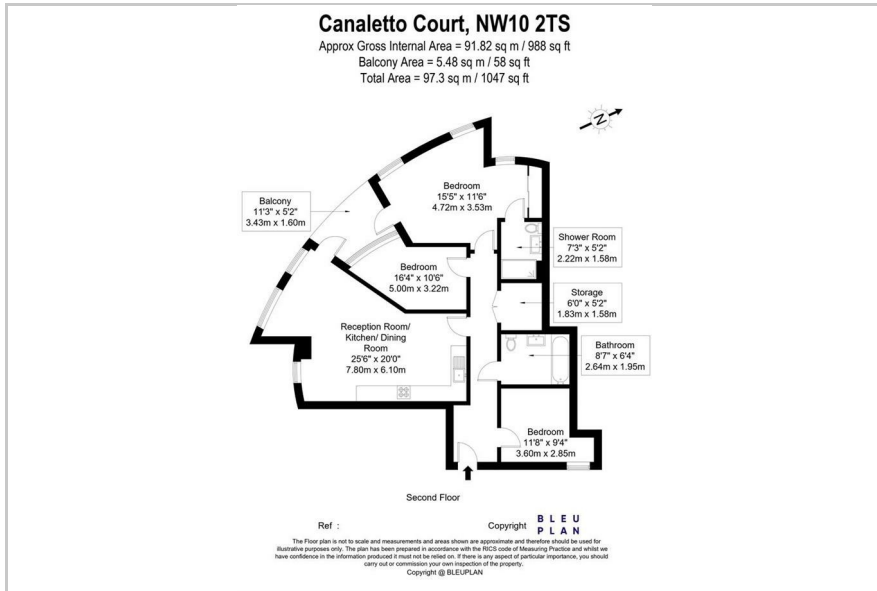 Canaletto Court, NW10 2TS
Approx Gross Internal Area = 91.82 sq m / 988 sq ft
Balcony Area = 5.48 sq m / 58 sq ft
Total Area = 97.3 sq m / 1047 sq ft
N
Bedroom
15'5" x 11'6"
4.72m x 3.53m
Balcony
11'3" x 5'2"
3.43m x 1.60m
Shower Room
7'3" x 5'2"
2.22m x 1.58m
Bedroom
16'4" x 10'6"
5.00m x 3.22m
Storage
6'0" x 5'2"
1.83m x 1.58m
Reception Room/
Kitchen/ Dining
Room
25'6" x 20'0"
7.80m x 6.10m
Bathroom
8'7" x 6'4"
2.64m x 1.95m
Bedroom
11'8" x 9'4"
3.60m x 2.85m
Second Floor
Ref :
Copyright
BLEU
PLAN
The Floor plan is not to scale and measurements and areas shown are approximate and therefore should be used for
illustrative purposes only. The plan has been prepared in accordance with the RICS code of Measuring Practice and whilst we
have confidence in the information produced it must not be relied on. If there is any aspect of particular importance, you should
carry out or commission your own inspection of the property.
Copyright @ BLEUPLAN